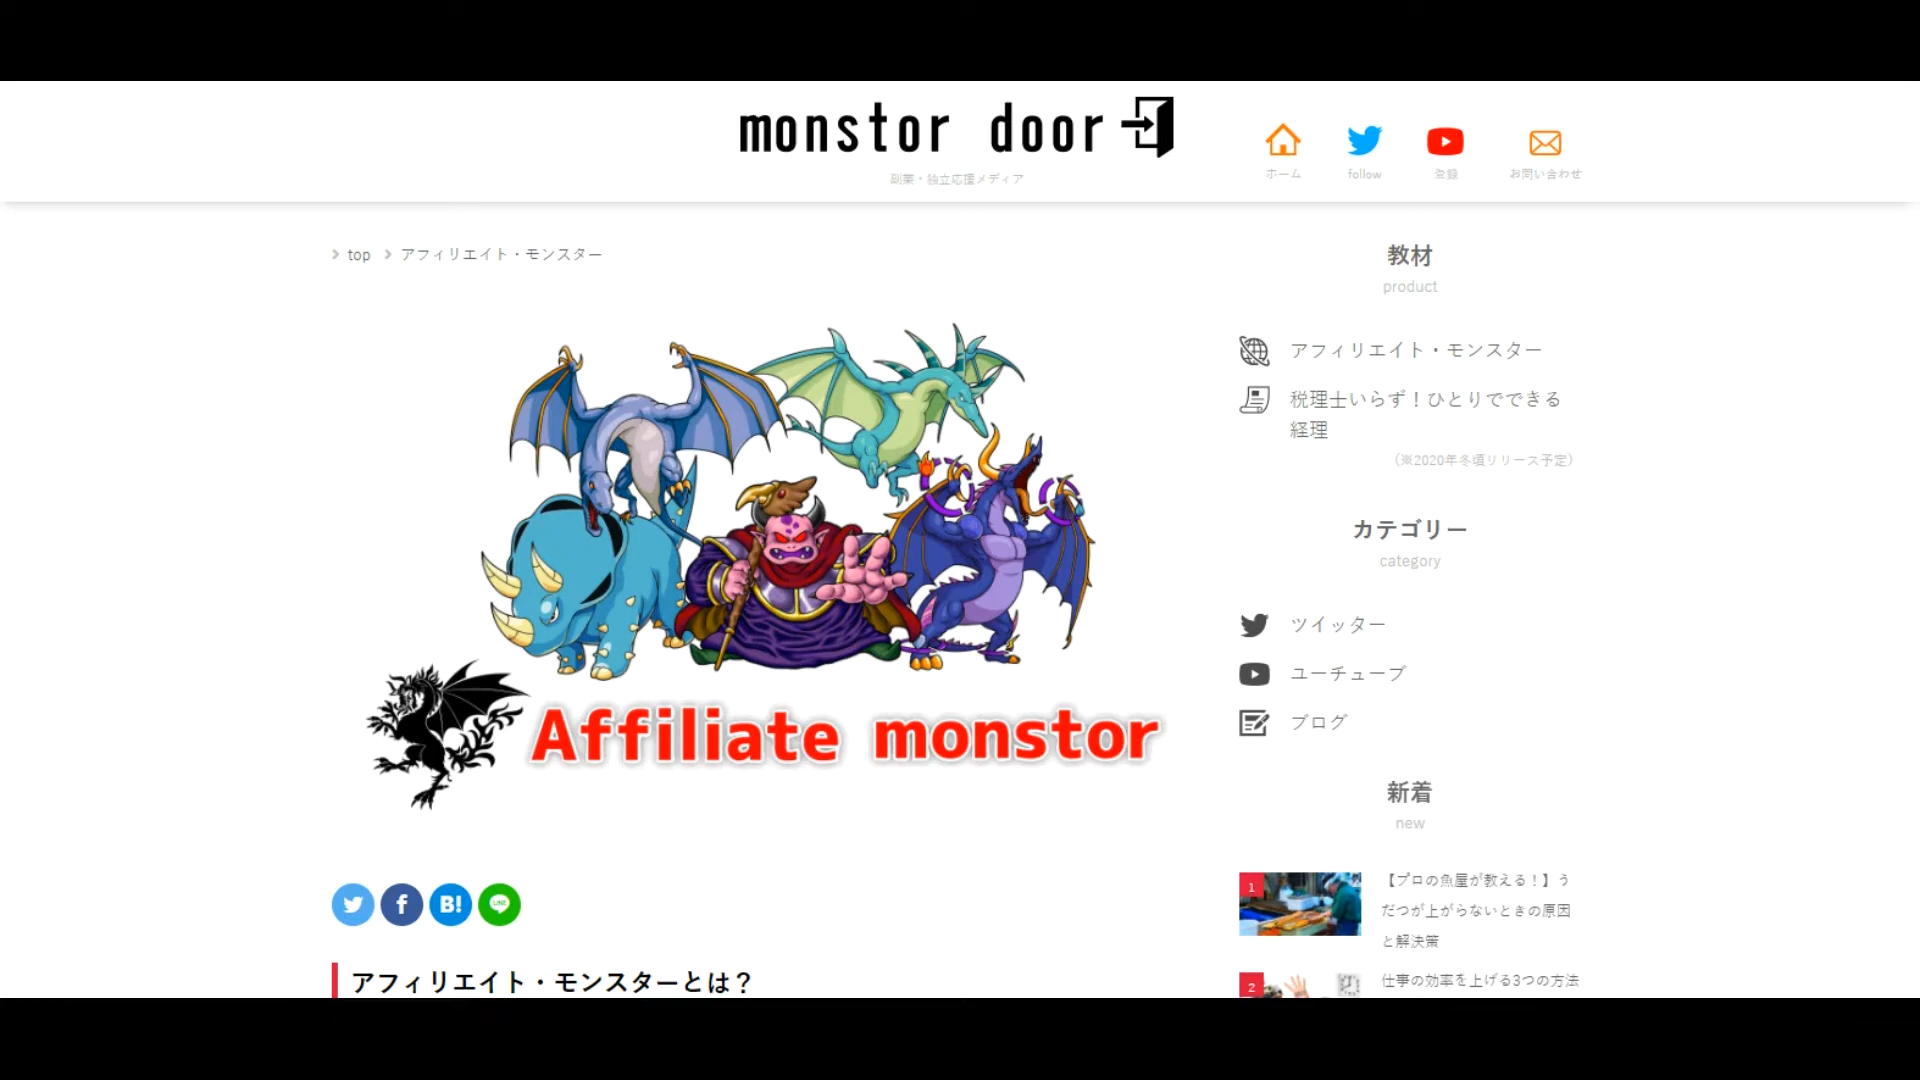 monstor door
副業・独立応援メディア
ホーム
follow
登録
お問い合わせ
top
アフィリエイト・モンスター
Affiliate monstor
B!
LINE
アフィリエイト・モンスターとは？
教材
product
アフィリエイト・モンスター
税理士いらず！ひとりでできる
経理
（※2020年冬頃リリース予定）
カテゴリー
category
ツイッター
ユーチューブ
ブログ
新着
new
1
【プロの魚屋が教える！】う
だつが上がらないときの原因
と解決策
2
仕事の効率を上げる3つの方法